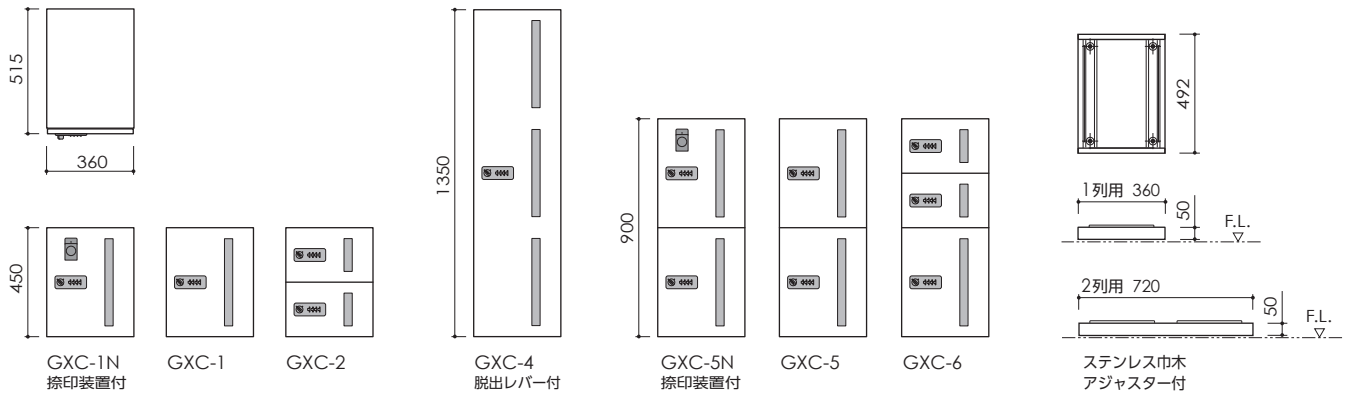 515
360
450
GXC-1N
捺印装置付
GXC-1
GXC-2
1350
GXC-4
脱出レバー付
900
GXC-5N
捺印装置付
GXC-5
GXC-6
492
1列用 360
50
F.L.
2列用 720
50
F.L.
ステンレス巾木
アジャスター付